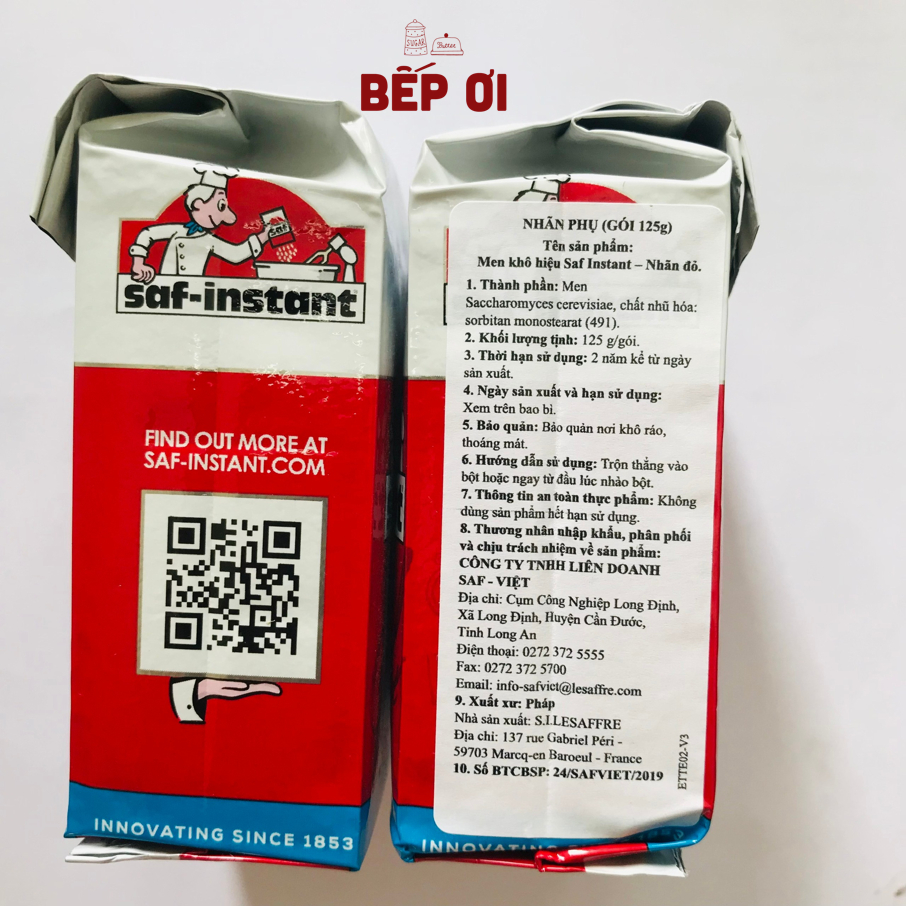 SUGAR
Butter
BẾP ƠI
saf
saf-instant
FIND OUT MORE AT
SAF-INSTANT.COM
INNOVATING SINCE 1853
NHÃN PHỤ (GÓI 125g)
Tên sản phẩm:
Men khô hiệu Saf Instant – Nhãn đỏ.
1. Thành phần: Men
Saccharomyces cerevisiae, chất nhũ hóa:
sorbitan monostearat (491).
2. Khối lượng tịnh: 125 g/gói.
3. Thời hạn sử dụng: 2 năm kể từ ngày
sản xuất.
4. Ngày sản xuất và hạn sử dụng:
Xem trên bao bì.
5. Bảo quản: Bảo quản nơi khô ráo,
thoáng mát.
6. Hướng dẫn sử dụng: Trộn thẳng vào
bột hoặc ngay từ đầu lúc nhào bột.
7. Thông tin an toàn thực phẩm: Không
dùng sản phẩm hết hạn sử dụng.
8. Thương nhân nhập khẩu, phân phối
và chịu trách nhiệm về sản phẩm:
CÔNG TY TNHH LIÊN DOANH
SAF - VIỆT
Địa chỉ: Cụm Công Nghiệp Long Định,
Xã Long Định, Huyện Cần Đước,
Tỉnh Long An
Điện thoại: 0272 372 5555
Fax: 0272 372 5700
Email: info-safviet@lesaffre.com
9. Xuất xứ: Pháp
Nhà sản xuất: S.I.LESAFFRE
Địa chỉ: 137 rue Gabriel Péri -
59703 Marcq-en Baroeul - France
10. Số BTCBSP: 24/SAFVIET/2019
ETTE02-V3
INNOVATING